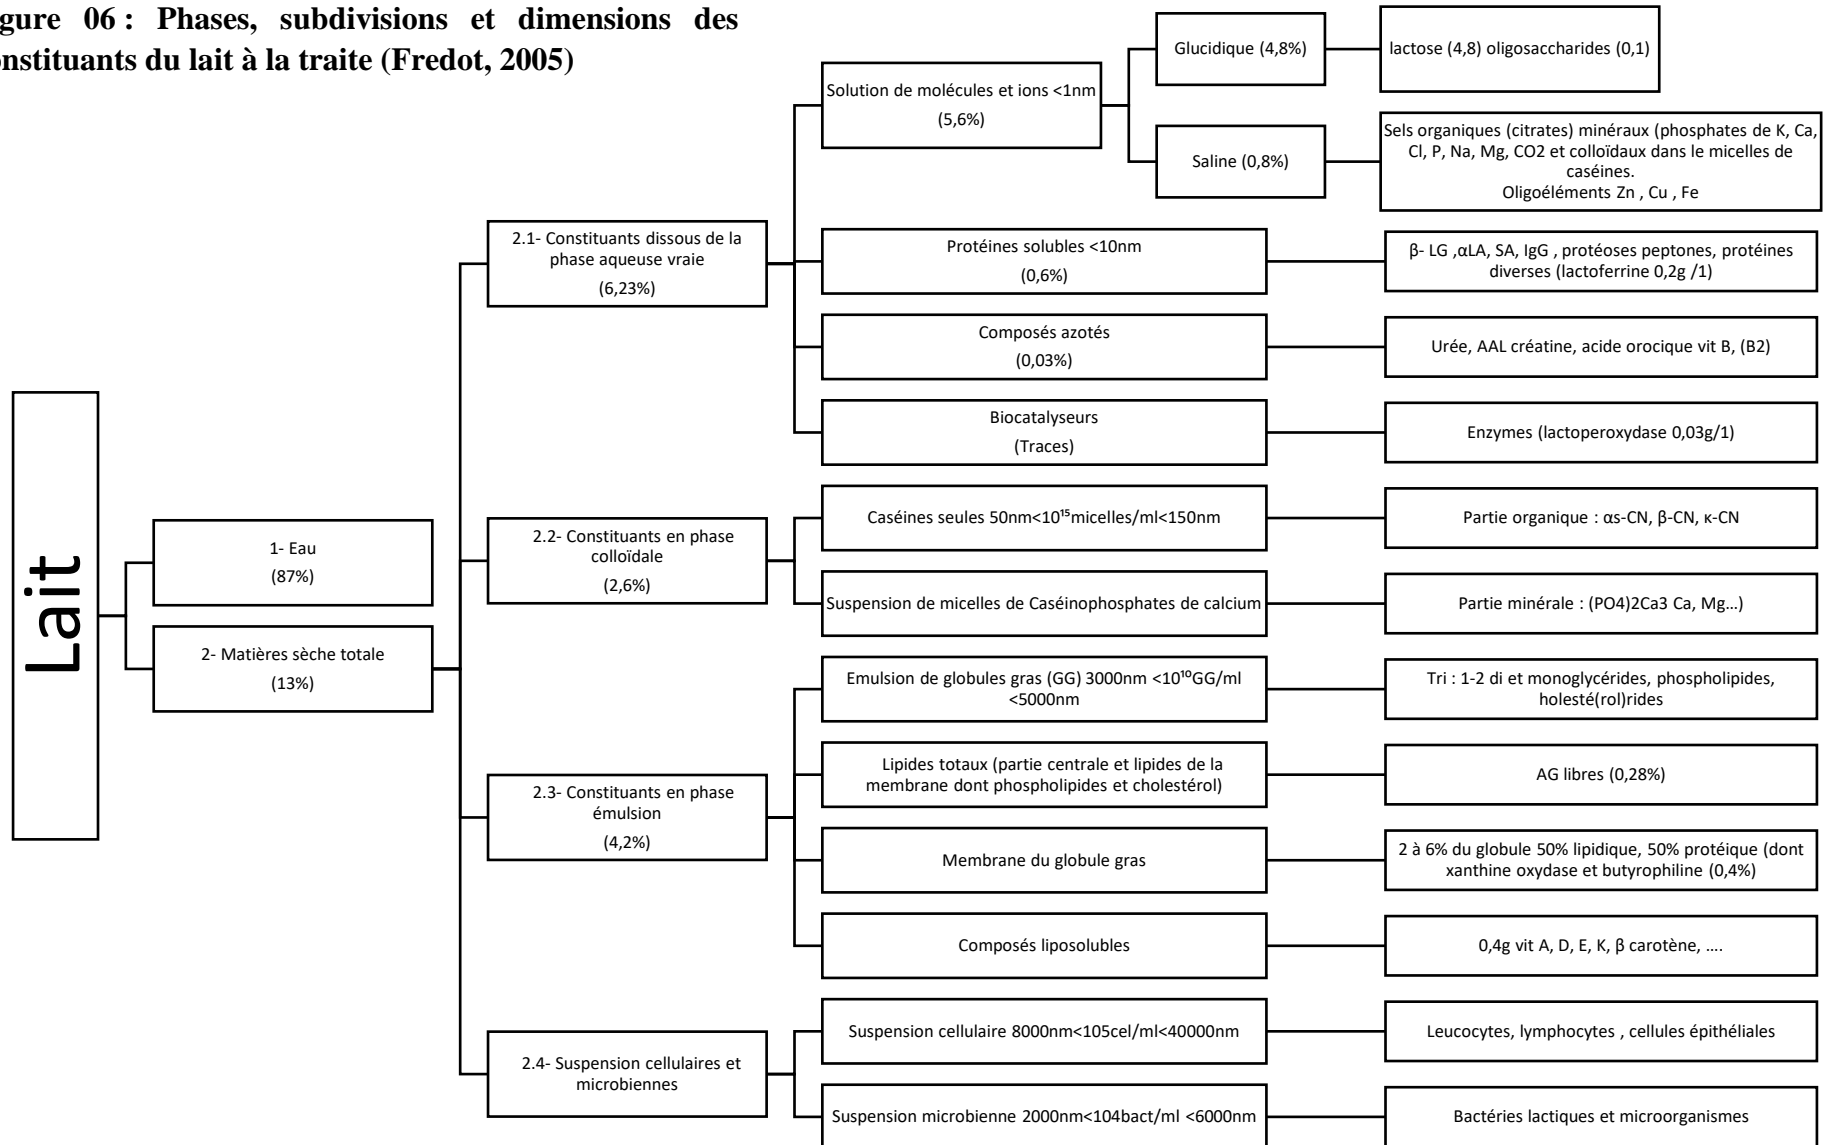 gure 06 : Phases, subdivisions et dimensions des
onstituants du lait à la traite (Fredot, 2005)
Lait
1- Eau
(87%)
2- Matières sèche totale
(13%)
2.1- Constituants dissous de la
phase aqueuse vraie
(6,23%)
Solution de molécules et ions <1nm
(5,6%)
Glucidique (4,8%)
lactose (4,8) oligosaccharides (0,1)
Saline (0,8%)
Sels organiques (citrates) minéraux (phosphates de K, Ca,
Cl, P, Na, Mg, CO2 et colloïdaux dans le micelles de
caséines.
Oligoéléments Zn , Cu , Fe
Protéines solubles <10nm
(0,6%)
β- LG ,αLA, SA, IgG , protéoses peptones, protéines
diverses (lactoferrine 0,2g /1)
Composés azotés
(0,03%)
Urée, AAL créatine, acide orocique vit B, (B2)
Biocatalyseurs
(Traces)
Enzymes (lactoperoxydase 0,03g/1)
2.2- Constituants en phase
colloïdale
(2,6%)
Caséines seules 50nm<10¹⁵micelles/ml<150nm
Partie organique : αs-CN, β-CN, κ-CN
Suspension de micelles de Caséinophosphates de calcium
Partie minérale : (PO4)2Ca3 Ca, Mg…)
2.3- Constituants en phase
émulsion
(4,2%)
Emulsion de globules gras (GG) 3000nm <10¹⁰GG/ml
<5000nm
Tri : 1-2 di et monoglycérides, phospholipides,
holesté(rol)rides
Lipides totaux (partie centrale et lipides de la
membrane dont phospholipides et cholestérol)
AG libres (0,28%)
Membrane du globule gras
2 à 6% du globule 50% lipidique, 50% protéique (dont
xanthine oxydase et butyrophiline (0,4%)
Composés liposolubles
0,4g vit A, D, E, K, β carotène, ….
2.4- Suspension cellulaires et
microbiennes
Suspension cellulaire 8000nm<105cel/ml<40000nm
Leucocytes, lymphocytes , cellules épithéliales
Suspension microbienne 2000nm<104bact/ml <6000nm
Bactéries lactiques et microorganismes